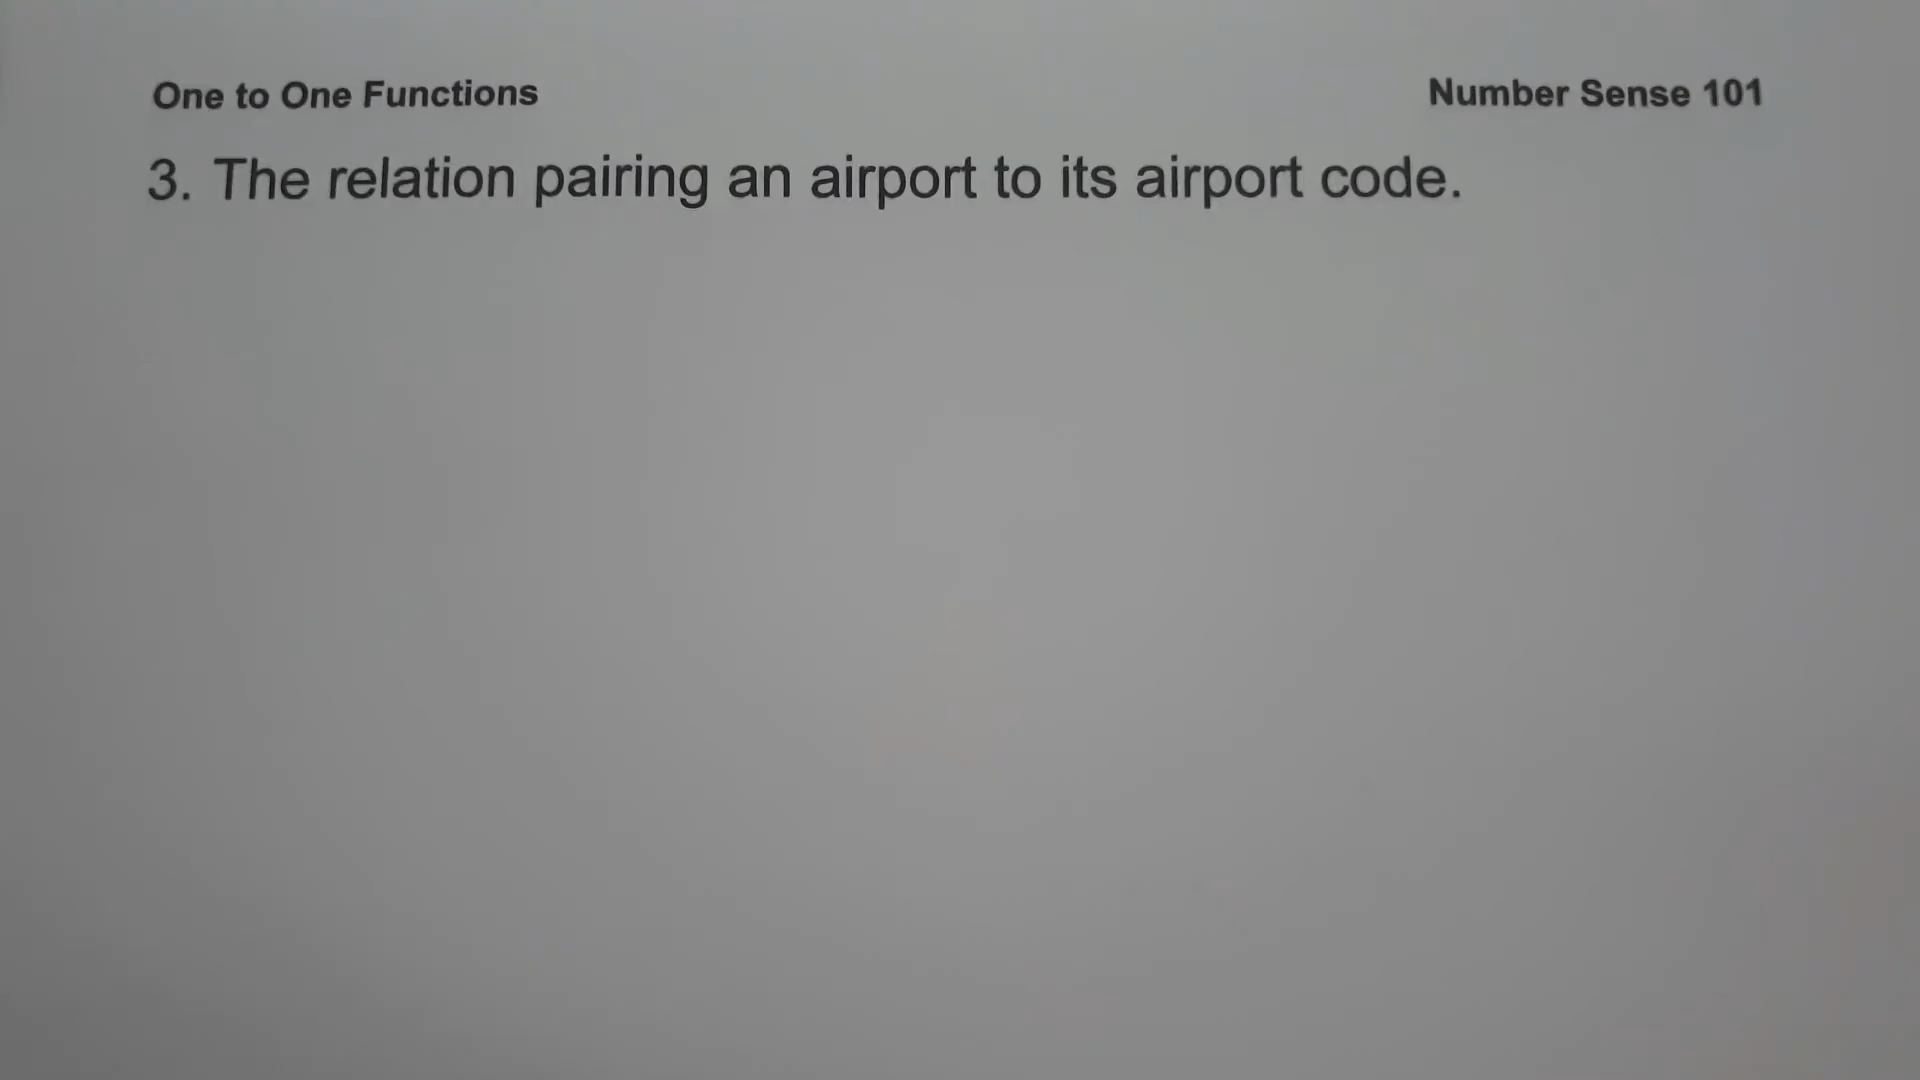 One to One Functions
Number Sense 101
3. The relation pairing an airport to its airport code.